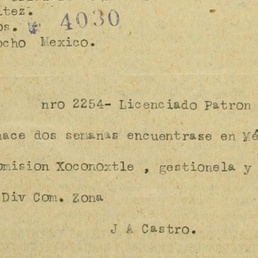 itez.
os. 4030
ocho Mexico.
nro 2254- Licenciado Patron
hace dos semanas encuentrase en Mé
omision Xoconoxtle , gestionela y
Div Com. Zona
J A Castro.